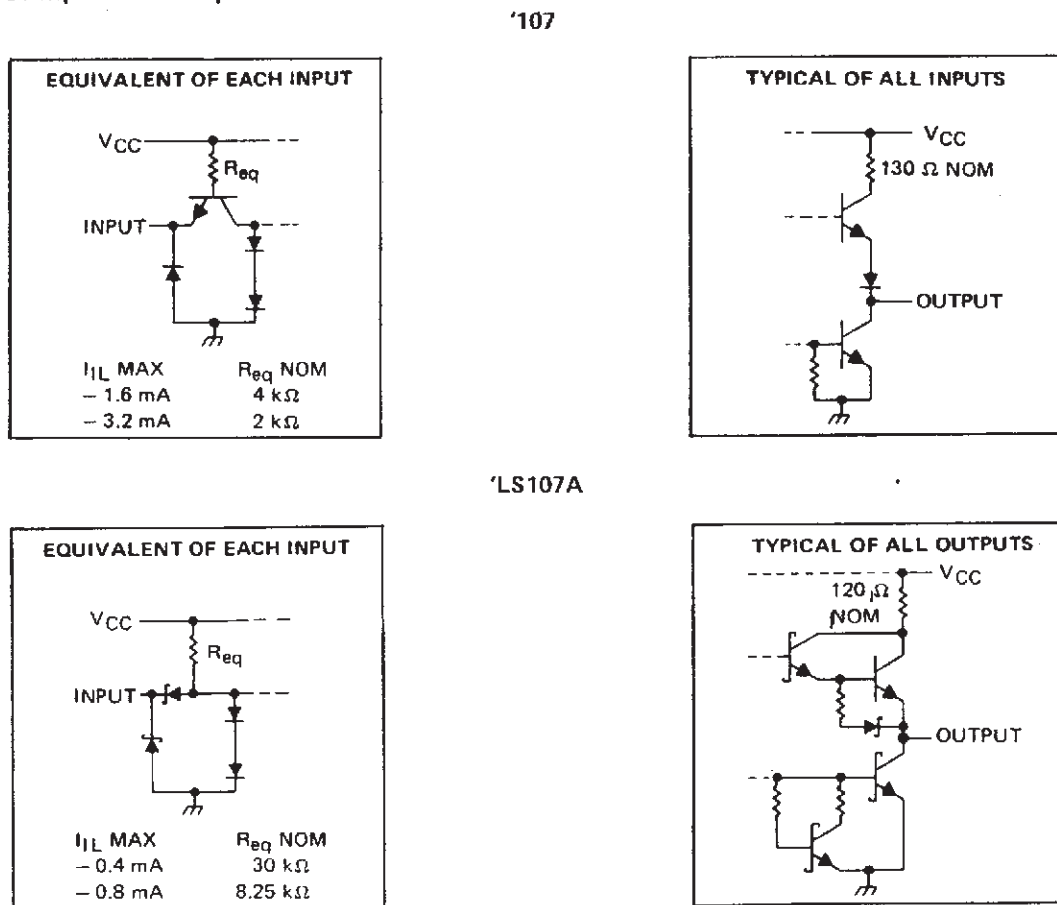 '107
EQUIVALENT OF EACH INPUT
VCC
Req
INPUT
IIL MAX Req NOM
– 1.6 mA 4 kΩ
– 3.2 mA 2 kΩ
TYPICAL OF ALL INPUTS
VCC
130 Ω NOM
OUTPUT
'LS107A
EQUIVALENT OF EACH INPUT
VCC
Req
INPUT
IIL MAX Req NOM
– 0.4 mA 30 kΩ
– 0.8 mA 8.25 kΩ
TYPICAL OF ALL OUTPUTS
VCC
120 Ω
NOM
OUTPUT